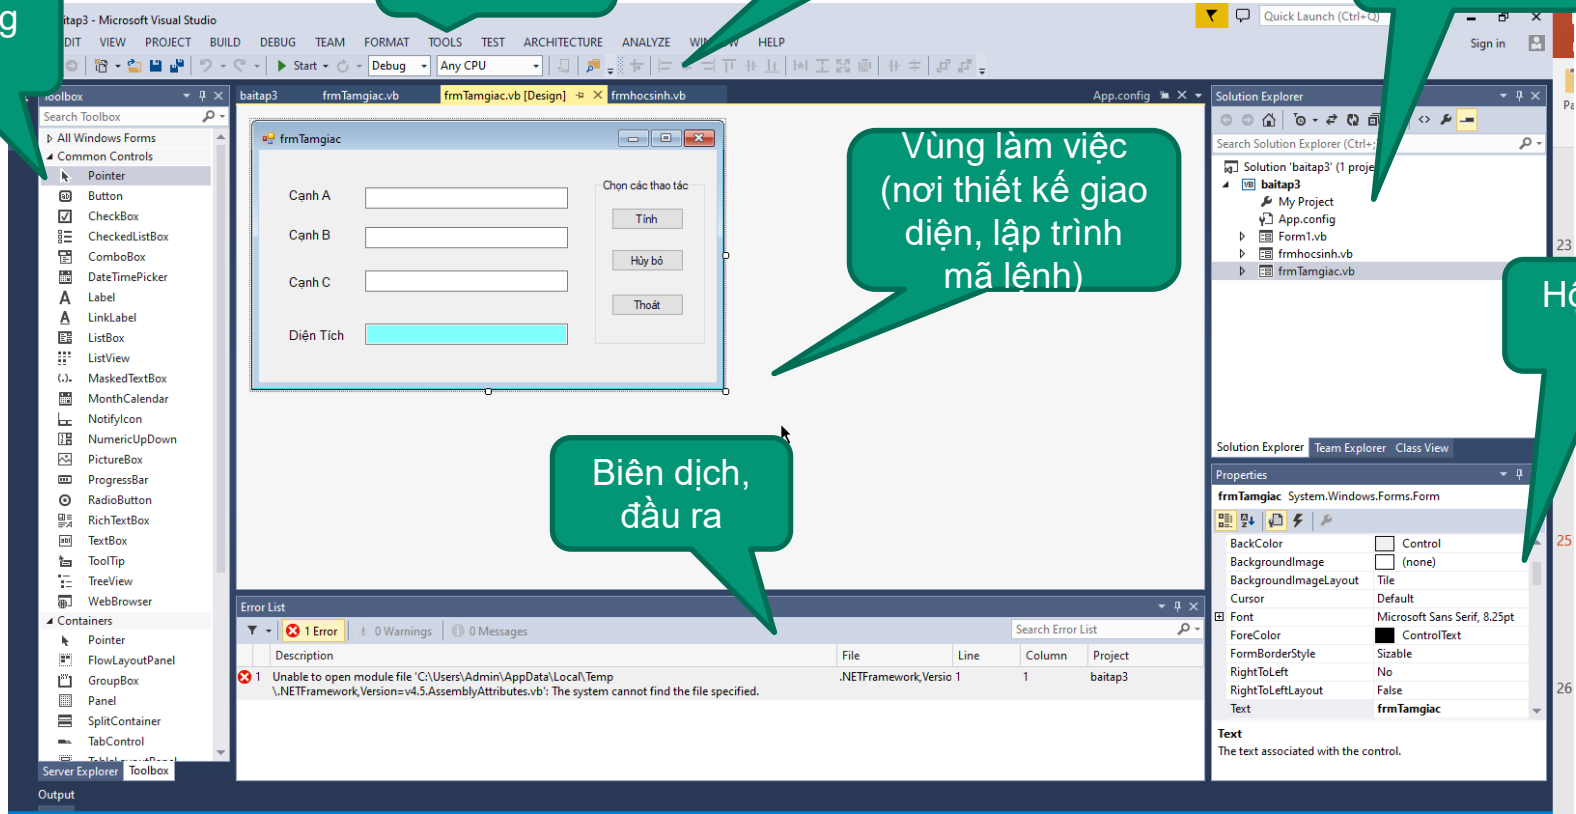 g
itap3 - Microsoft Visual Studio
Quick Launch (Ctrl+Q)
DIT VIEW PROJECT BUILD DEBUG TEAM FORMAT TOOLS TEST ARCHITECTURE ANALYZE HELP
Sign in
Start Debug Any CPU
Toolbox
Search Toolbox
All Windows Forms
Common Controls
Pointer
Button
CheckBox
CheckedListBox
ComboBox
DateTimePicker
Label
LinkLabel
ListBox
ListView
MaskedTextBox
MonthCalendar
NotifyIcon
NumericUpDown
PictureBox
ProgressBar
RadioButton
RichTextBox
TextBox
ToolTip
TreeView
WebBrowser
Containers
Pointer
FlowLayoutPanel
GroupBox
Panel
SplitContainer
TabControl
Server Explorer Toolbox
Output
baitap3 frmTamgiac.vb frmTamgiac.vb [Design] frmhocsinh.vb App.config
frmTamgiac
Cạnh A
Cạnh B
Cạnh C
Diện Tích
Chọn các thao tác
Tính
Hủy bỏ
Thoát
Vùng làm việc
(nơi thiết kế giao
diện, lập trình
mã lệnh)
Biên dịch,
đầu ra
Error List
1 Error 0 Warnings 0 Messages
Search Error List
Description File Line Column Project
1 Unable to open module file 'C:\Users\Admin\AppData\Local\Temp .NETFramework,Versio 1 1 baitap3
\.NETFramework,Version=v4.5.AssemblyAttributes.vb': The system cannot find the file specified.
Solution Explorer
Search Solution Explorer (Ctrl+;
Solution 'baitap3' (1 proje
baitap3
My Project
App.config
Form1.vb
frmhocsinh.vb
frmTamgiac.vb
Solution Explorer Team Explorer Class View
Properties
frmTamgiac System.Windows.Forms.Form
BackColor Control
BackgroundImage (none)
BackgroundImageLayout Tile
Cursor Default
Font Microsoft Sans Serif, 8.25pt
ForeColor ControlText
FormBorderStyle Sizable
RightToLeft No
RightToLeftLayout False
Text frmTamgiac
Text
The text associated with the control.
Pa
23
Hộ
25
26